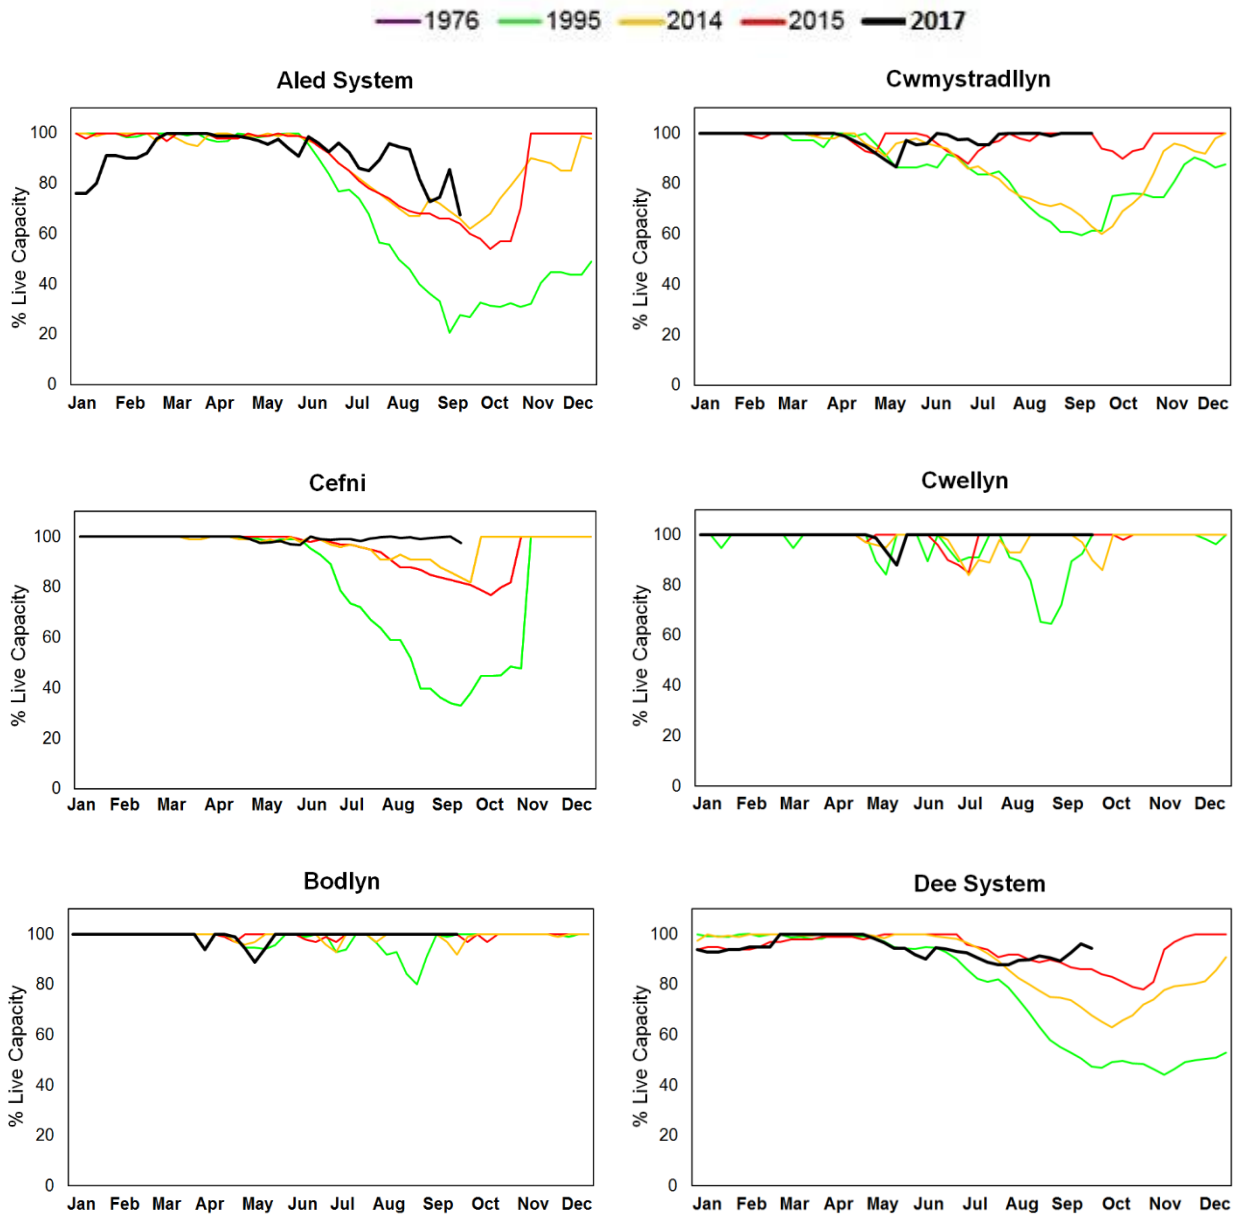 1976 1995 2014 2015 2017
Aled System
% Live Capacity
100
80
60
40
20
0
Jan Feb Mar Apr May Jun Jul Aug Sep Oct Nov Dec
Cwmystradllyn
% Live Capacity
100
80
60
40
20
0
Jan Feb Mar Apr May Jun Jul Aug Sep Oct Nov Dec
Cefni
% Live Capacity
100
80
60
40
20
0
Jan Feb Mar Apr May Jun Jul Aug Sep Oct Nov Dec
Cwellyn
% Live Capacity
100
80
60
40
20
0
Jan Feb Mar Apr May Jun Jul Aug Sep Oct Nov Dec
Bodlyn
% Live Capacity
100
80
60
40
20
0
Jan Feb Mar Apr May Jun Jul Aug Sep Oct Nov Dec
Dee System
% Live Capacity
100
80
60
40
20
0
Jan Feb Mar Apr May Jun Jul Aug Sep Oct Nov Dec